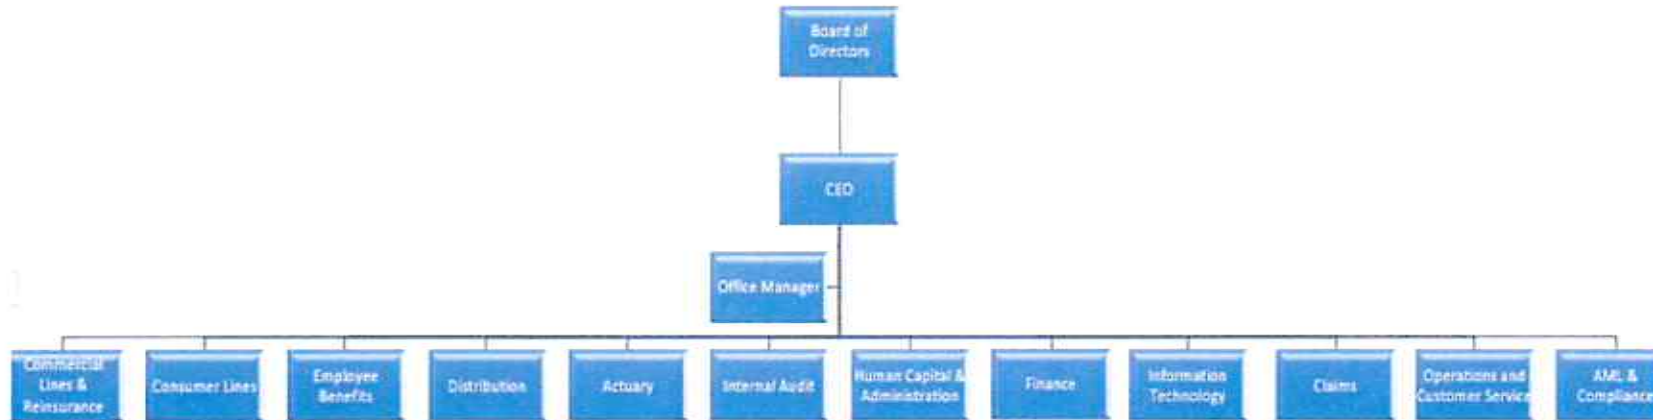 Board of
Directors
CEO
Office Manager
Commercial
Lines &
Reinsurance
Consumer Lines
Employee
Benefits
Distribution
Actuary
Internal Audit
Human Capital &
Administration
Finance
Information
Technology
Claims
Operations and
Customer Service
AML &
Compliance